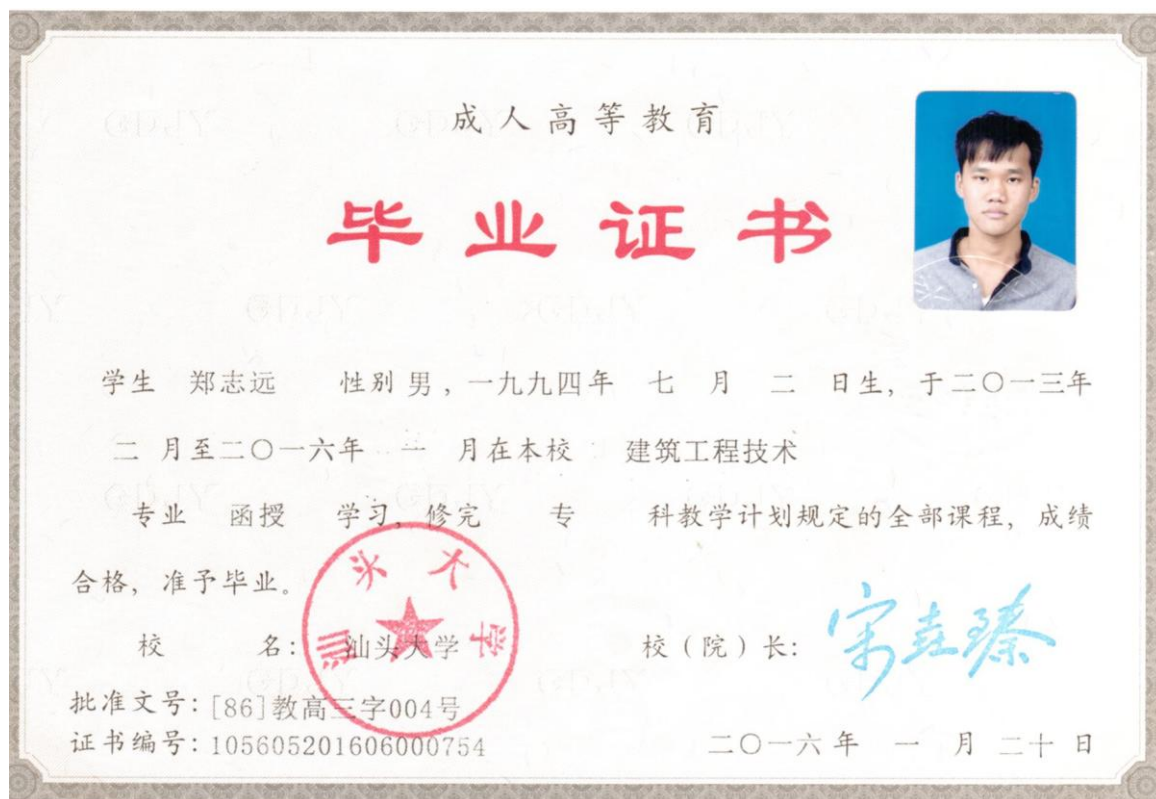 成人高等教育
毕业证书
学生 郑志远 性别 男，一九九四年 七 月 二 日生，于二〇一三年
二 月至二〇一六年 一 月在本校 建筑工程技术
专业 函授 学习，修完 专 科教学计划规定的全部课程，成绩
合格，准予毕业。
校 名：汕头大学 校（院）长：
汕头大学
批准文号：[86]教高三字004号
证书编号：105605201606000754 二〇一六年 一 月 二十 日